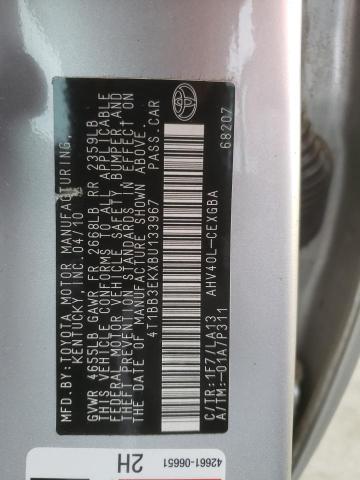 MFD.BY:TOYOTA MOTOR MANUFACTURING,
KENTUCKY, INC. 04/10
GVWR 4655LB GAWR FR 2668LB RR 2359LB
THIS VEHICLE CONFORMS TO ALL APPLICABLE
FEDERAL MOTOR VEHICLE SAFETY, BUMPER AND
THEFT PREVENTION STANDARDS IN EFFECT ON
THE DATE OF MANUFACTURE SHOWN ABOVE.
4T1BB3EKXBU133967 PASS.CAR
C/TR: 1F7/LA13 AHV40L-CEXGBA
A/TM:-01A/P311
68207
TOYOTA
42661-06651
2H